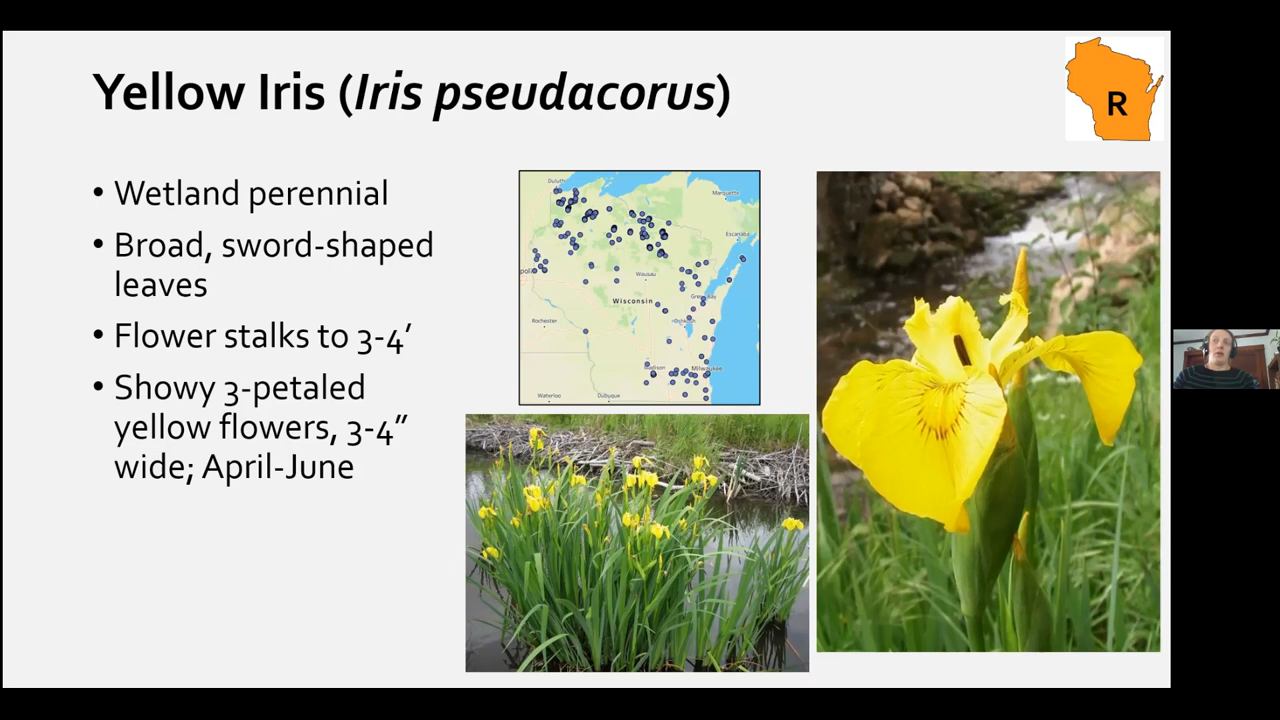 Yellow Iris (Iris pseudacorus)
R
• Wetland perennial
• Broad, sword-shaped
leaves
• Flower stalks to 3-4′
• Showy 3-petaled
yellow flowers, 3-4″
wide; April-June
Duluth
Marquette
Escanaba
Wausau
Wisconsin
Green Bay
Rochester
Oshkosh
Madison
Milwaukee
Waterloo
Dubuque